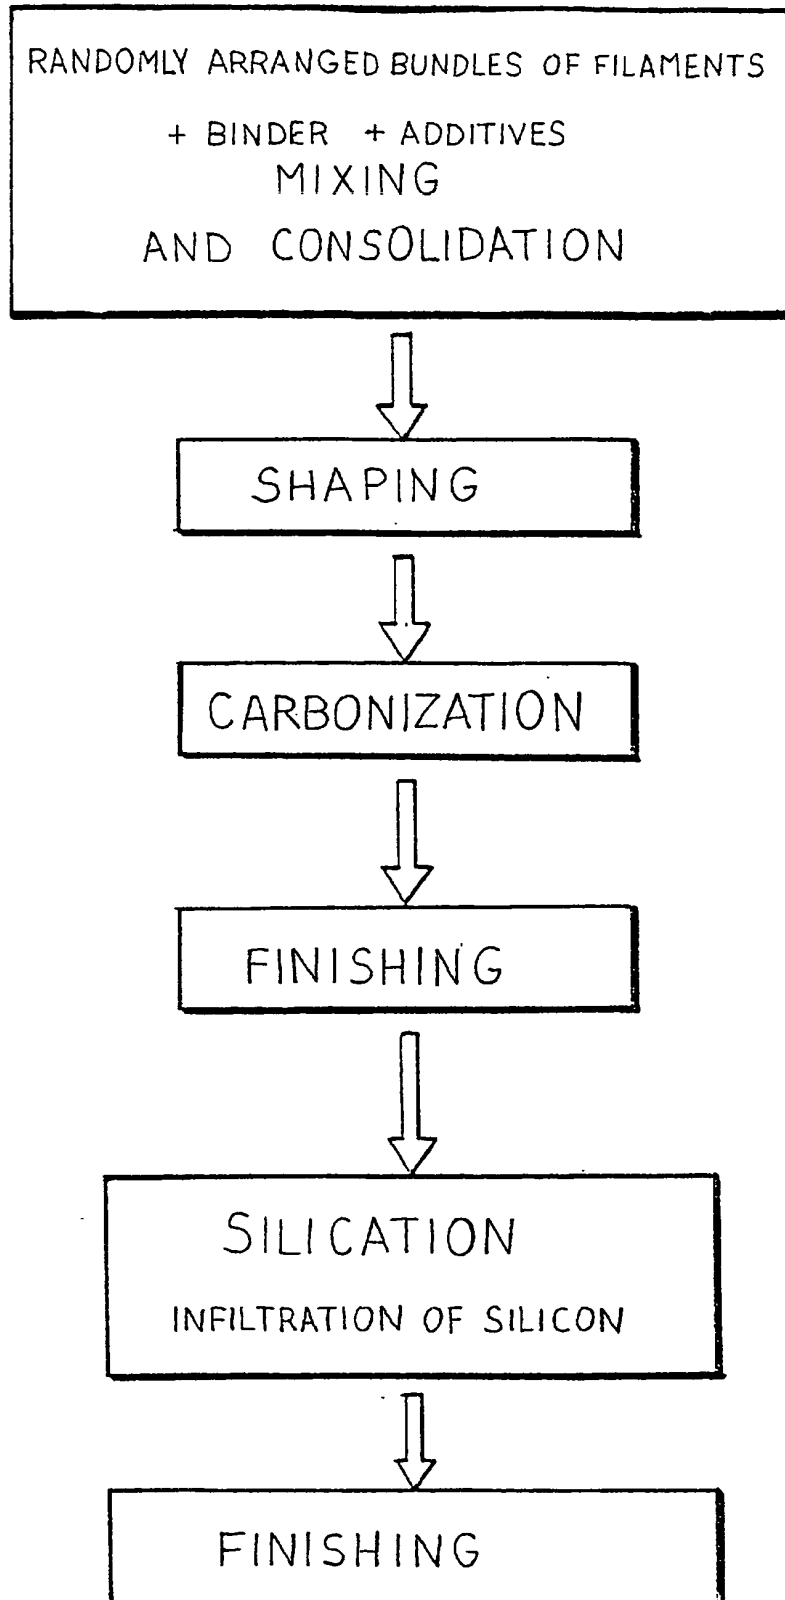 RANDOMLY ARRANGED BUNDLES OF FILAMENTS
+ BINDER + ADDITIVES
MIXING
AND CONSOLIDATION
SHAPING
CARBONIZATION
FINISHING
SILICATION
INFILTRATION OF SILICON
FINISHING